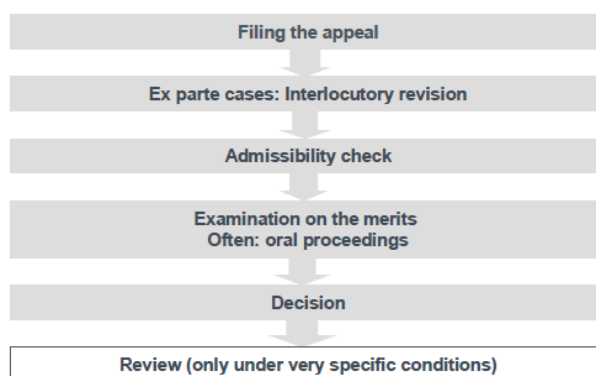 Filing the appeal
Ex parte cases: Interlocutory revision
Admissibility check
Examination on the merits
Often: oral proceedings
Decision
Review (only under very specific conditions)